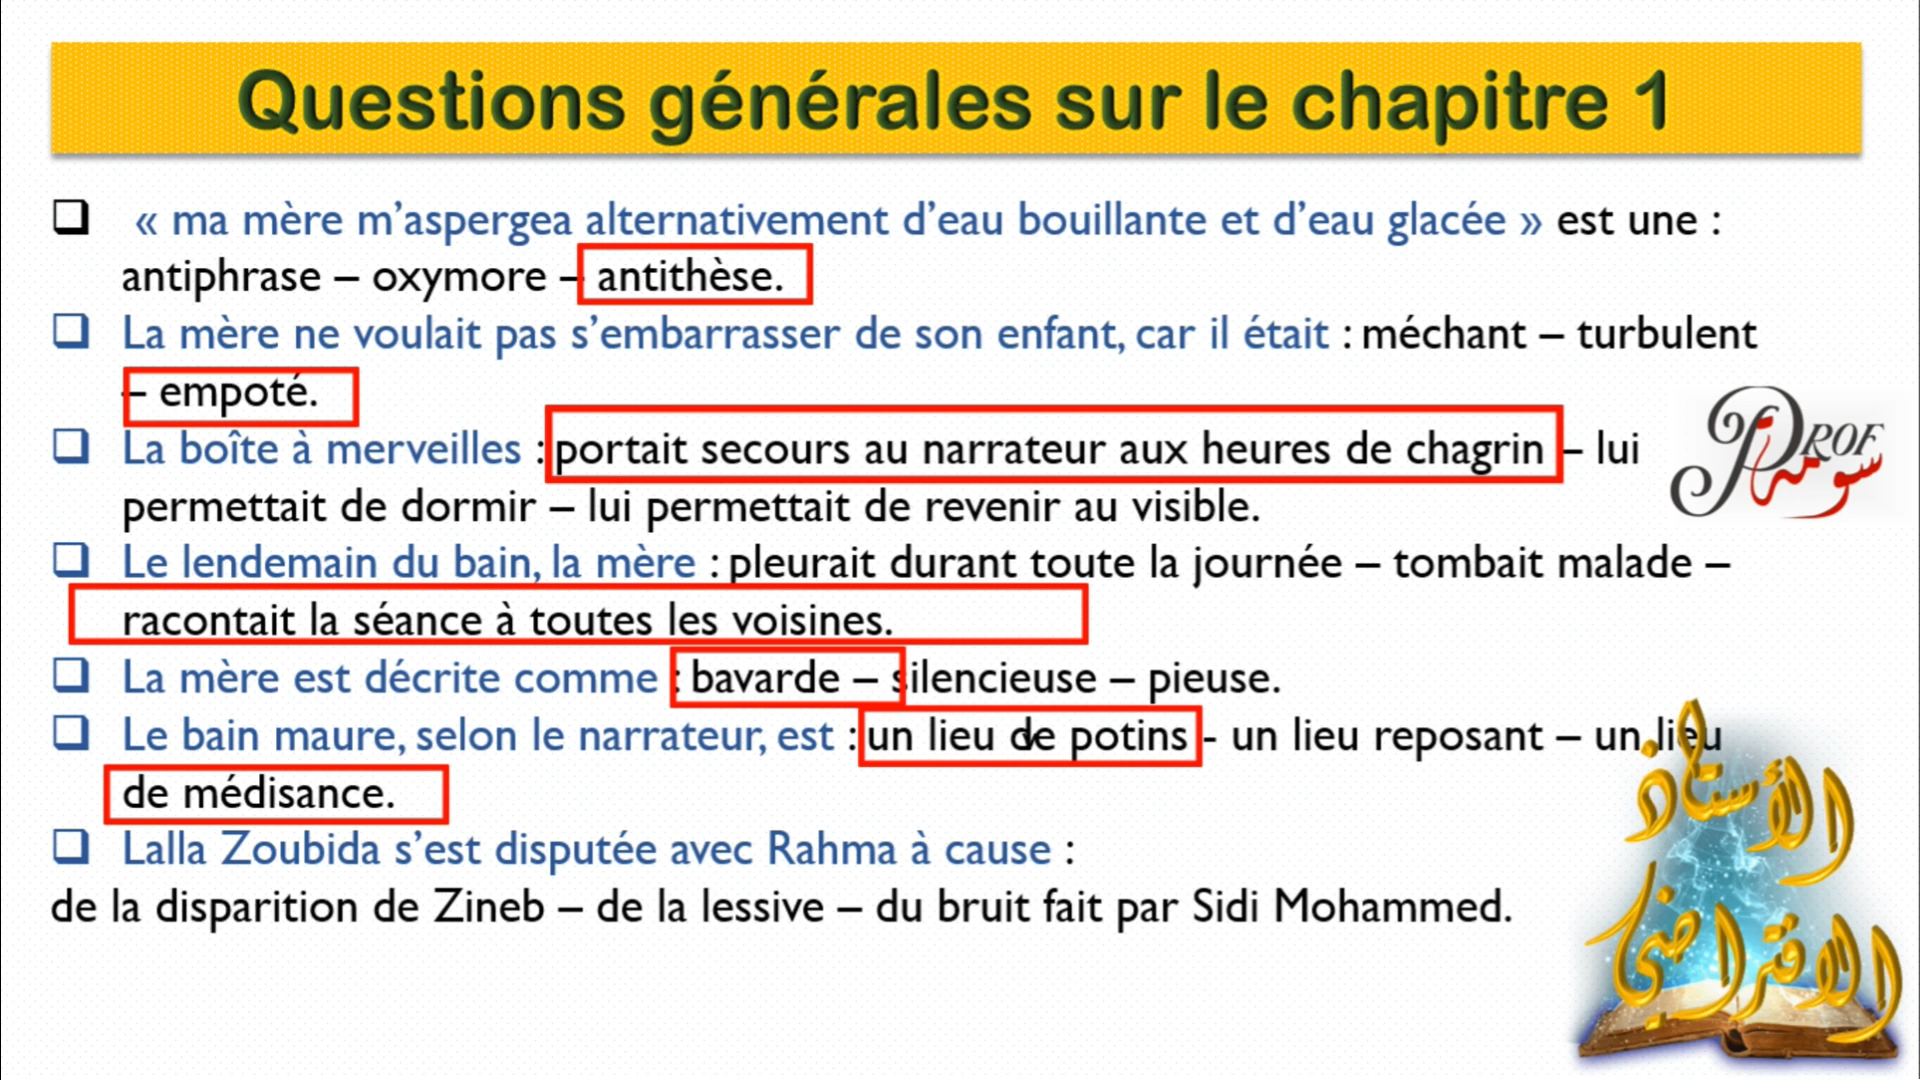 Questions générales sur le chapitre 1
« ma mère m’aspergea alternativement d’eau bouillante et d’eau glacée » est une :
antiphrase – oxymore – antithèse.
La mère ne voulait pas s’embarrasser de son enfant, car il était : méchant – turbulent
– empoté.
La boîte à merveilles : portait secours au narrateur aux heures de chagrin – lui
permettait de dormir – lui permettait de revenir au visible.
PROF
سومية
Le lendemain du bain, la mère : pleurait durant toute la journée – tombait malade –
racontait la séance à toutes les voisines.
La mère est décrite comme : bavarde – silencieuse – pieuse.
Le bain maure, selon le narrateur, est : un lieu de potins - un lieu reposant – un lieu
de médisance.
Lalla Zoubida s’est disputée avec Rahma à cause :
de la disparition de Zineb – de la lessive – du bruit fait par Sidi Mohammed.
الأستاذ
الافتراضي